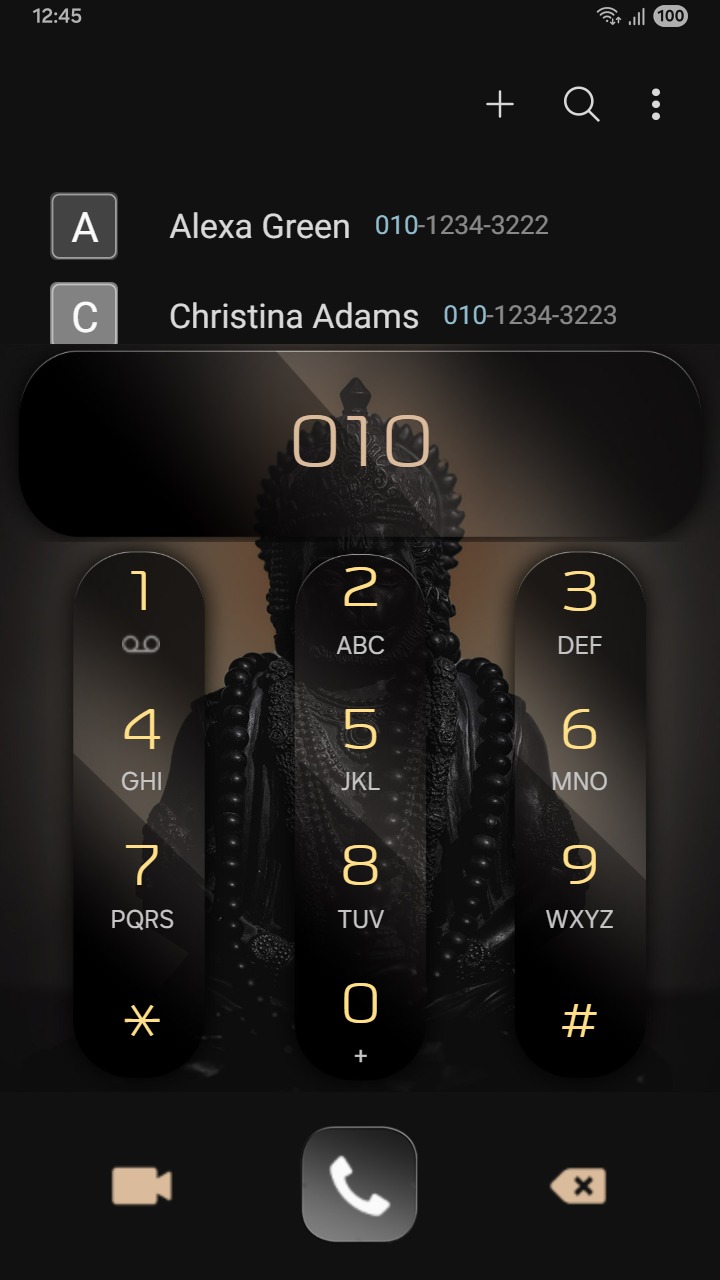 12:45 100
A Alexa Green 010-1234-3222
C Christina Adams 010-1234-3223
010
1 2 3
ABC DEF
4 5 6
GHI JKL MNO
7 8 9
PQRS TUV WXYZ
* 0 #
+